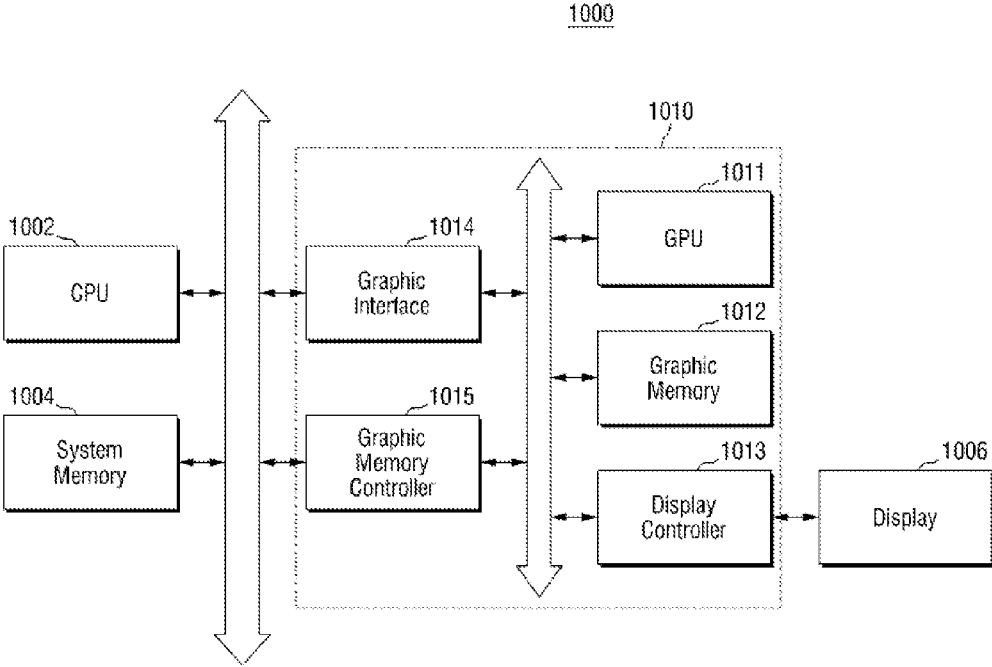 1000
1010
1011
GPU
1002
CPU
1014
Graphic
Interface
1012
Graphic
Memory
1004
System
Memory
1015
Graphic
Memory
Controller
1013
Display
Controller
1006
Display